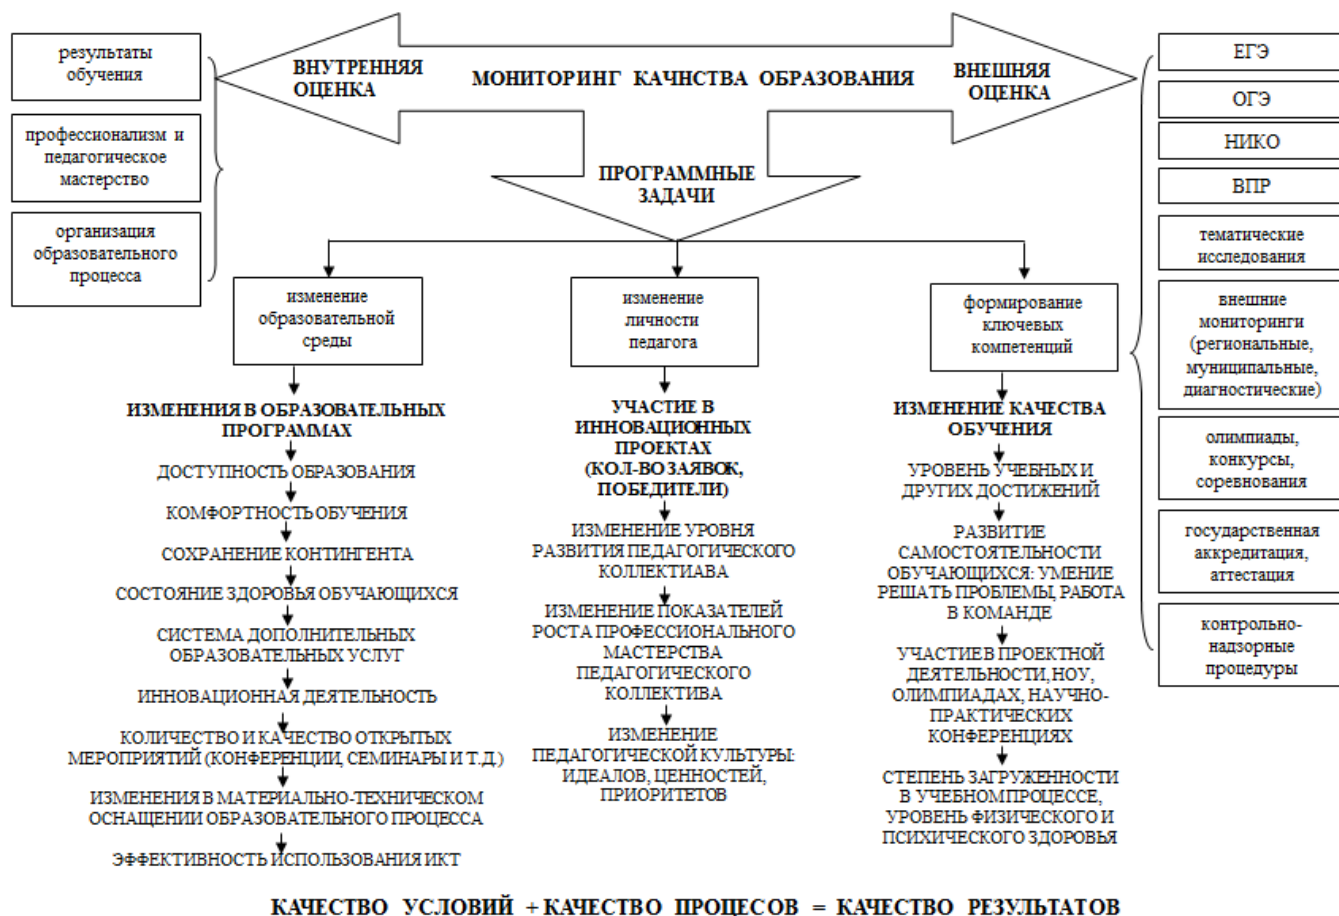 результаты
обучения
профессионализм и
педагогическое
мастерство
организация
образовательного
процесса
ВНУТРЕННЯЯ
ОЦЕНКА
МОНИТОРИНГ КАЧНСТВА ОБРАЗОВАНИЯ
ВНЕШНЯЯ
ОЦЕНКА
ПРОГРАММНЫЕ
ЗАДАЧИ
ЕГЭ
ОГЭ
НИКО
ВПР
тематические
исследования
внешние
мониторинги
(региональные,
муниципальные,
диагностические)
олимпиады,
конкурсы,
соревнования
государственная
аккредитация,
аттестация
контрольно-
надзорные
процедуры
изменение
образовательной
среды
ИЗМЕНЕНИЯ В ОБРАЗОВАТЕЛЬНЫХ
ПРОГРАММАХ
ДОСТУПНОСТЬ ОБРАЗОВАНИЯ
КОМФОРТНОСТЬ ОБУЧЕНИЯ
СОХРАНЕНИЕ КОНТИНГЕНТА
СОСТОЯНИЕ ЗДОРОВЬЯ ОБУЧАЮЩИХСЯ
СИСТЕМА ДОПОЛНИТЕЛЬНЫХ
ОБРАЗОВАТЕЛЬНЫХ УСЛУГ
ИННОВАЦИОННАЯ ДЕЯТЕЛЬНОСТЬ
КОЛИЧЕСТВО И КАЧЕСТВО ОТКРЫТЫХ
МЕРОПРИЯТИЙ (КОНФЕРЕНЦИИ, СЕМИНАРЫ И Т.Д.)
ИЗМЕНЕНИЯ В МАТЕРИАЛЬНО-ТЕХНИЧЕСКОМ
ОСНАЩЕНИИ ОБРАЗОВАТЕЛЬНОГО ПРОЦЕССА
ЭФФЕКТИВНОСТЬ ИСПОЛЬЗОВАНИЯ ИКТ
изменение
личности
педагога
УЧАСТИЕ В
ИННОВАЦИОННЫХ
ПРОЕКТАХ
(КОЛ-ВО ЗАЯВОК,
ПОБЕДИТЕЛИ)
ИЗМЕНЕНИЕ УРОВНЯ
РАЗВИТИЯ ПЕДАГОГИЧЕСКОГО
КОЛЛЕКТИАВА
ИЗМЕНЕНИЕ ПОКАЗАТЕЛЕЙ
РОСТА ПРОФЕССИОНАЛЬНОГО
МАСТЕРСТВА
ПЕДАГОГИЧЕСКОГО
КОЛЛЕКТИВА
ИЗМЕНЕНИЕ
ПЕДАГОГИЧЕСКОЙ КУЛЬТУРЫ:
ИДЕАЛОВ, ЦЕННОСТЕЙ,
ПРИОРИТЕТОВ
формирование
ключевых
компетенций
ИЗМЕНЕНИЕ КАЧЕСТВА
ОБУЧЕНИЯ
УРОВЕНЬ УЧЕБНЫХ И
ДРУГИХ ДОСТИЖЕНИЙ
РАЗВИТИЕ
САМОСТОЯТЕЛЬНОСТИ
ОБУЧАЮЩИХСЯ: УМЕНИЕ
РЕШАТЬ ПРОБЛЕМЫ, РАБОТА
В КОМАНДЕ
УЧАСТИЕ В ПРОЕКТНОЙ
ДЕЯТЕЛЬНОСТИ, НОУ,
ОЛИМПИАДАХ, НАУЧНО-
ПРАКТИЧЕСКИХ
КОНФЕРЕНЦИЯХ
СТЕПЕНЬ ЗАГРУЖЕННОСТИ
В УЧЕБНОМ ПРОЦЕССЕ,
УРОВЕНЬ ФИЗИЧЕСКОГО И
ПСИХИЧЕСКОГО ЗДОРОВЬЯ
КАЧЕСТВО УСЛОВИЙ + КАЧЕСТВО ПРОЦЕСОВ = КАЧЕСТВО РЕЗУЛЬТАТОВ